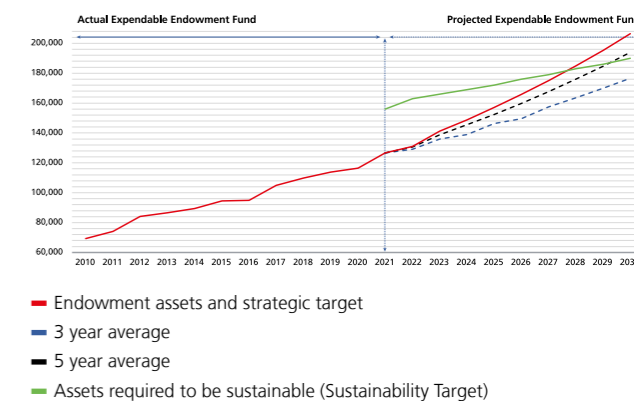 Actual Expendable Endowment Fund
Projected Expendable Endowment Fun
200,000
180,000
160,000
140,000
120,000
100,000
80,000
60,000
2010 2011 2012 2013 2014 2015 2016 2017 2018 2019 2020 2021 2022 2023 2024 2025 2026 2027 2028 2029 203
Endowment assets and strategic target
3 year average
5 year average
Assets required to be sustainable (Sustainability Target)